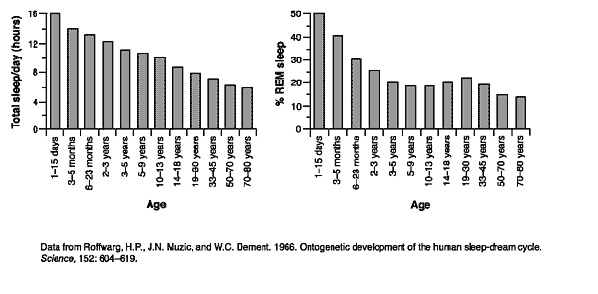 Total sleep/day (hours)
16
12
8
4
0
1–15 days
3–5 months
6–23 months
2–3 years
3–5 years
5–9 years
10–13 years
14–18 years
19–30 years
33–45 years
50–70 years
70–80 years
Age
% REM sleep
50
40
30
20
10
0
1–15 days
3–5 months
6–23 months
2–3 years
3–5 years
5–9 years
10–13 years
14–18 years
19–30 years
33–45 years
50–70 years
70–80 years
Age
Data from Roffwarg, H.P., J.N. Muzic, and W.C. Dement. 1966. Ontogenetic development of the human sleep-dream cycle.
Science, 152: 604–619.